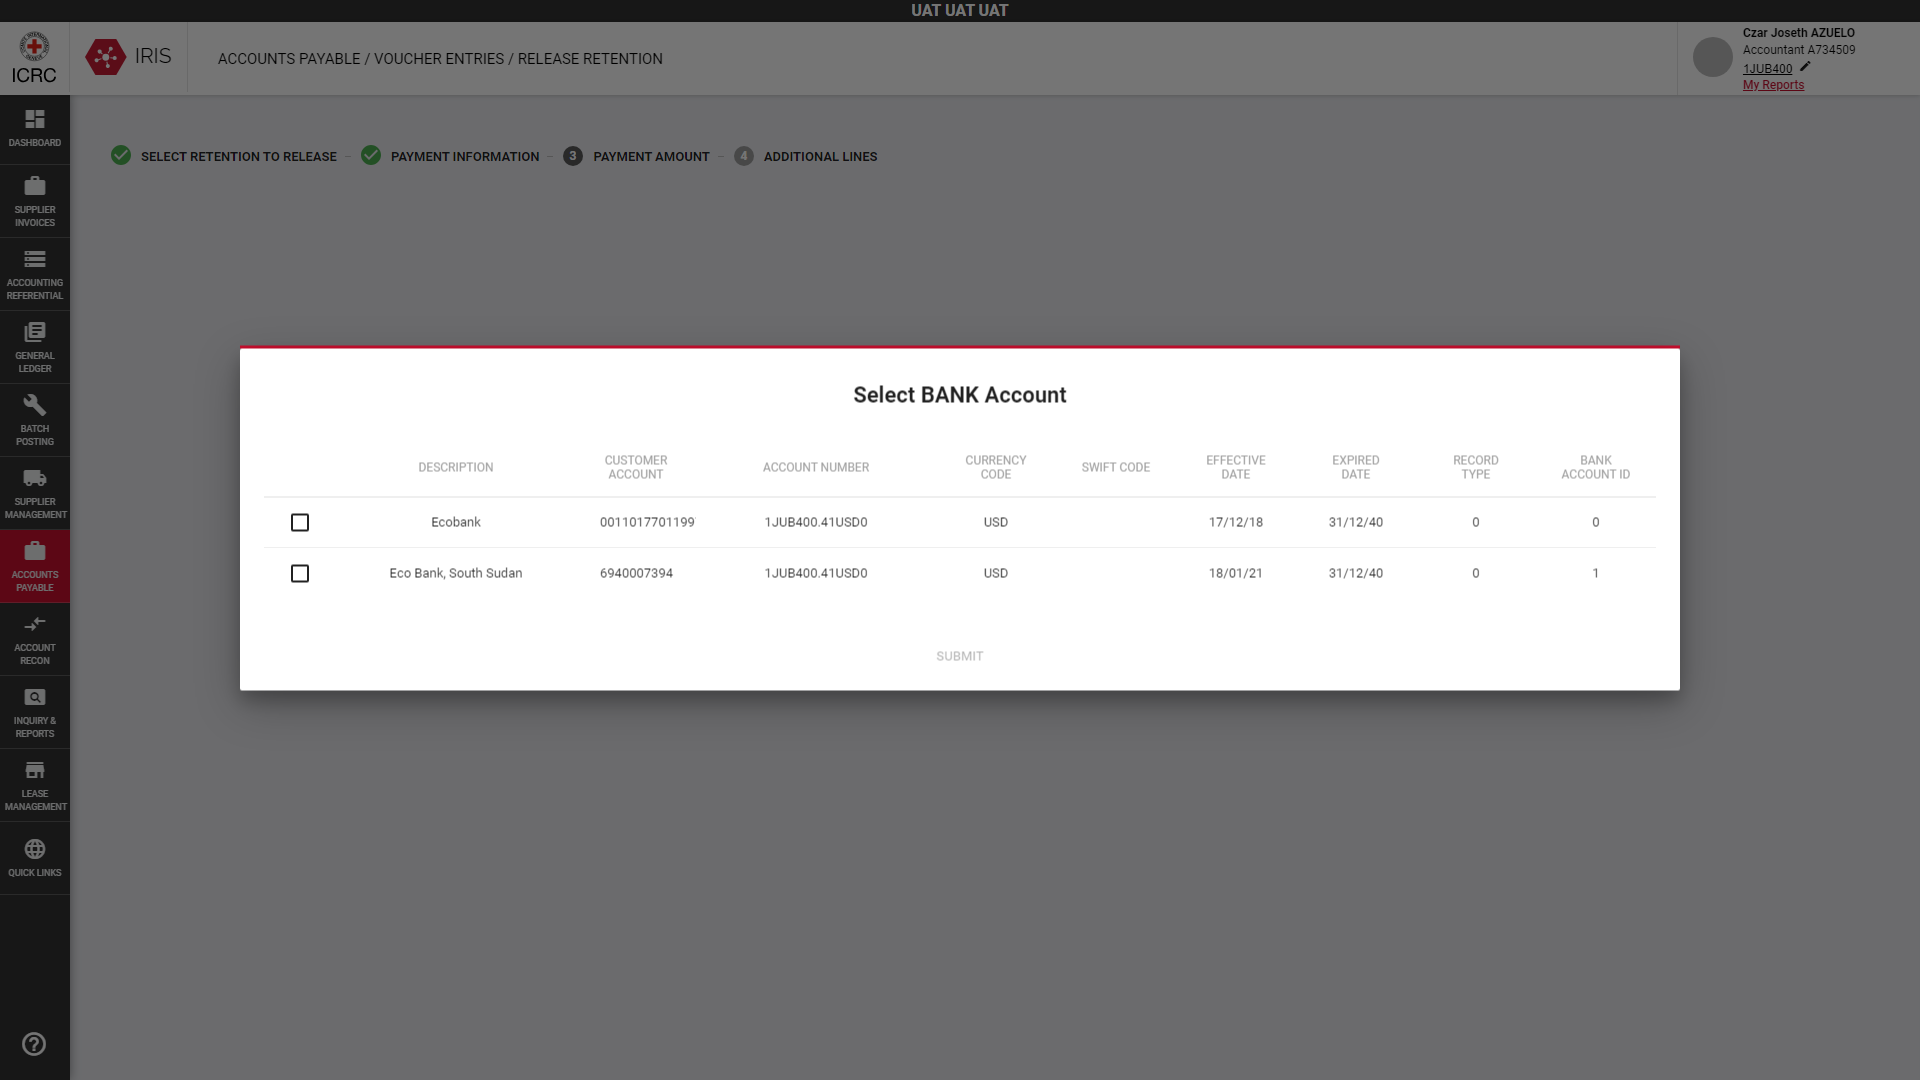 UAT UAT UAT
ICRC
IRIS
ACCOUNTS PAYABLE / VOUCHER ENTRIES / RELEASE RETENTION
Czar Joseth AZUELO
Accountant A734509
1JUB400
My Reports
DASHBOARD
SUPPLIER
INVOICES
ACCOUNTING
REFERENTIAL
GENERAL
LEDGER
BATCH
POSTING
SUPPLIER
MANAGEMENT
ACCOUNTS
PAYABLE
ACCOUNT
RECON
INQUIRY &
REPORTS
LEASE
MANAGEMENT
QUICK LINKS
SELECT RETENTION TO RELEASE
PAYMENT INFORMATION
3 PAYMENT AMOUNT
4 ADDITIONAL LINES
Select BANK Account
DESCRIPTION CUSTOMER ACCOUNT ACCOUNT NUMBER CURRENCY CODE SWIFT CODE EFFECTIVE DATE EXPIRED DATE RECORD TYPE BANK ACCOUNT ID
Ecobank 0011017701199 1JUB400.41USD0 USD 17/12/18 31/12/40 0 0
Eco Bank, South Sudan 6940007394 1JUB400.41USD0 USD 18/01/21 31/12/40 0 1
SUBMIT